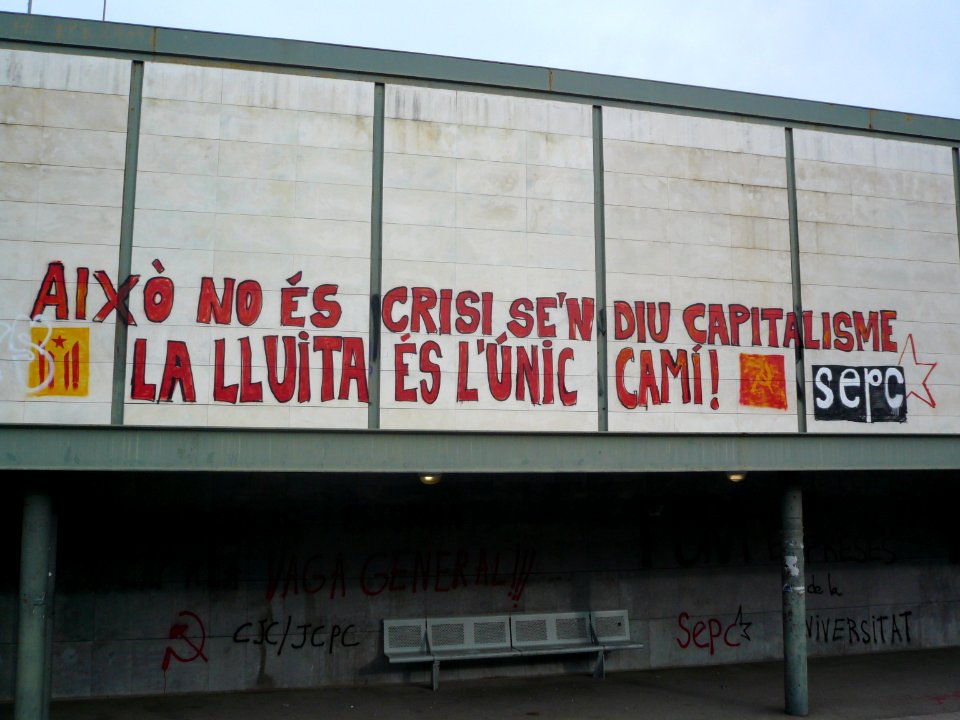 AIXÒ NO ÉS CRISI SE'N DIU CAPITALISME
LA LLUITA ÉS L'ÚNIC CAMÍ!
sepc
VAGA GENERAL!!!
EMPRESES
de la
UNIVERSITAT
CJC/JCPC
Sepc